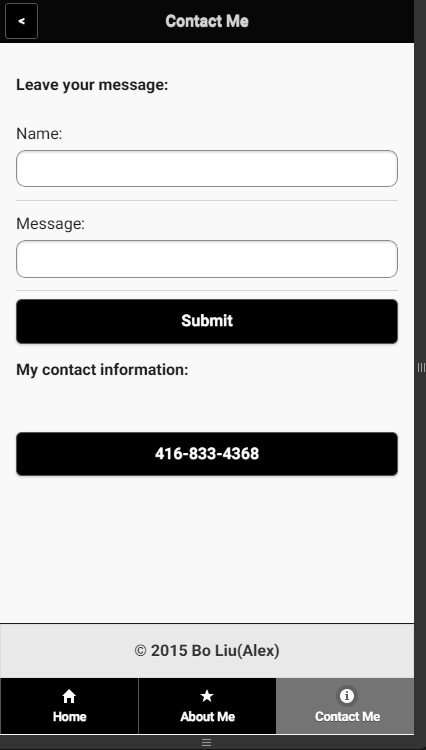 <
Contact Me
Leave your message:
Name:
Message:
Submit
My contact information:
416-833-4368
© 2015 Bo Liu(Alex)
Home
About Me
Contact Me